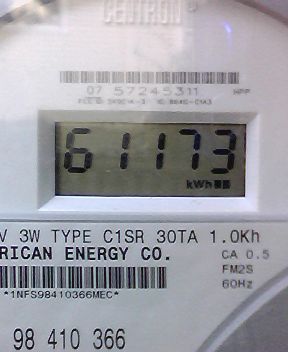 CENTRON
07 57245311
61173
kWh
V 3W TYPE C1SR 30TA 1.0Kh
RICAN ENERGY CO.
CA 0.5
FM2S
60Hz
*1NFS98410366MEC*
98 410 366